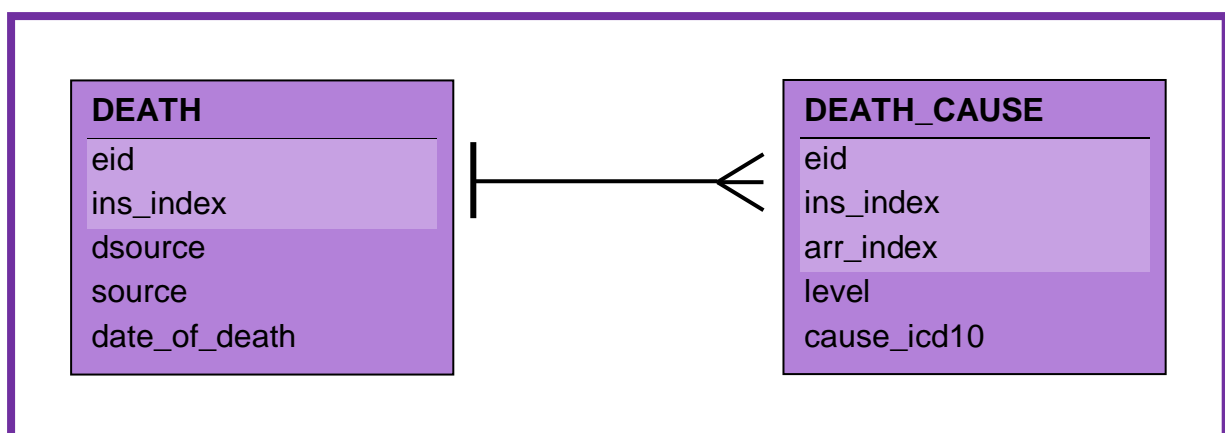 DEATH
eid
ins_index
dsource
source
date_of_death
DEATH_CAUSE
eid
ins_index
arr_index
level
cause_icd10